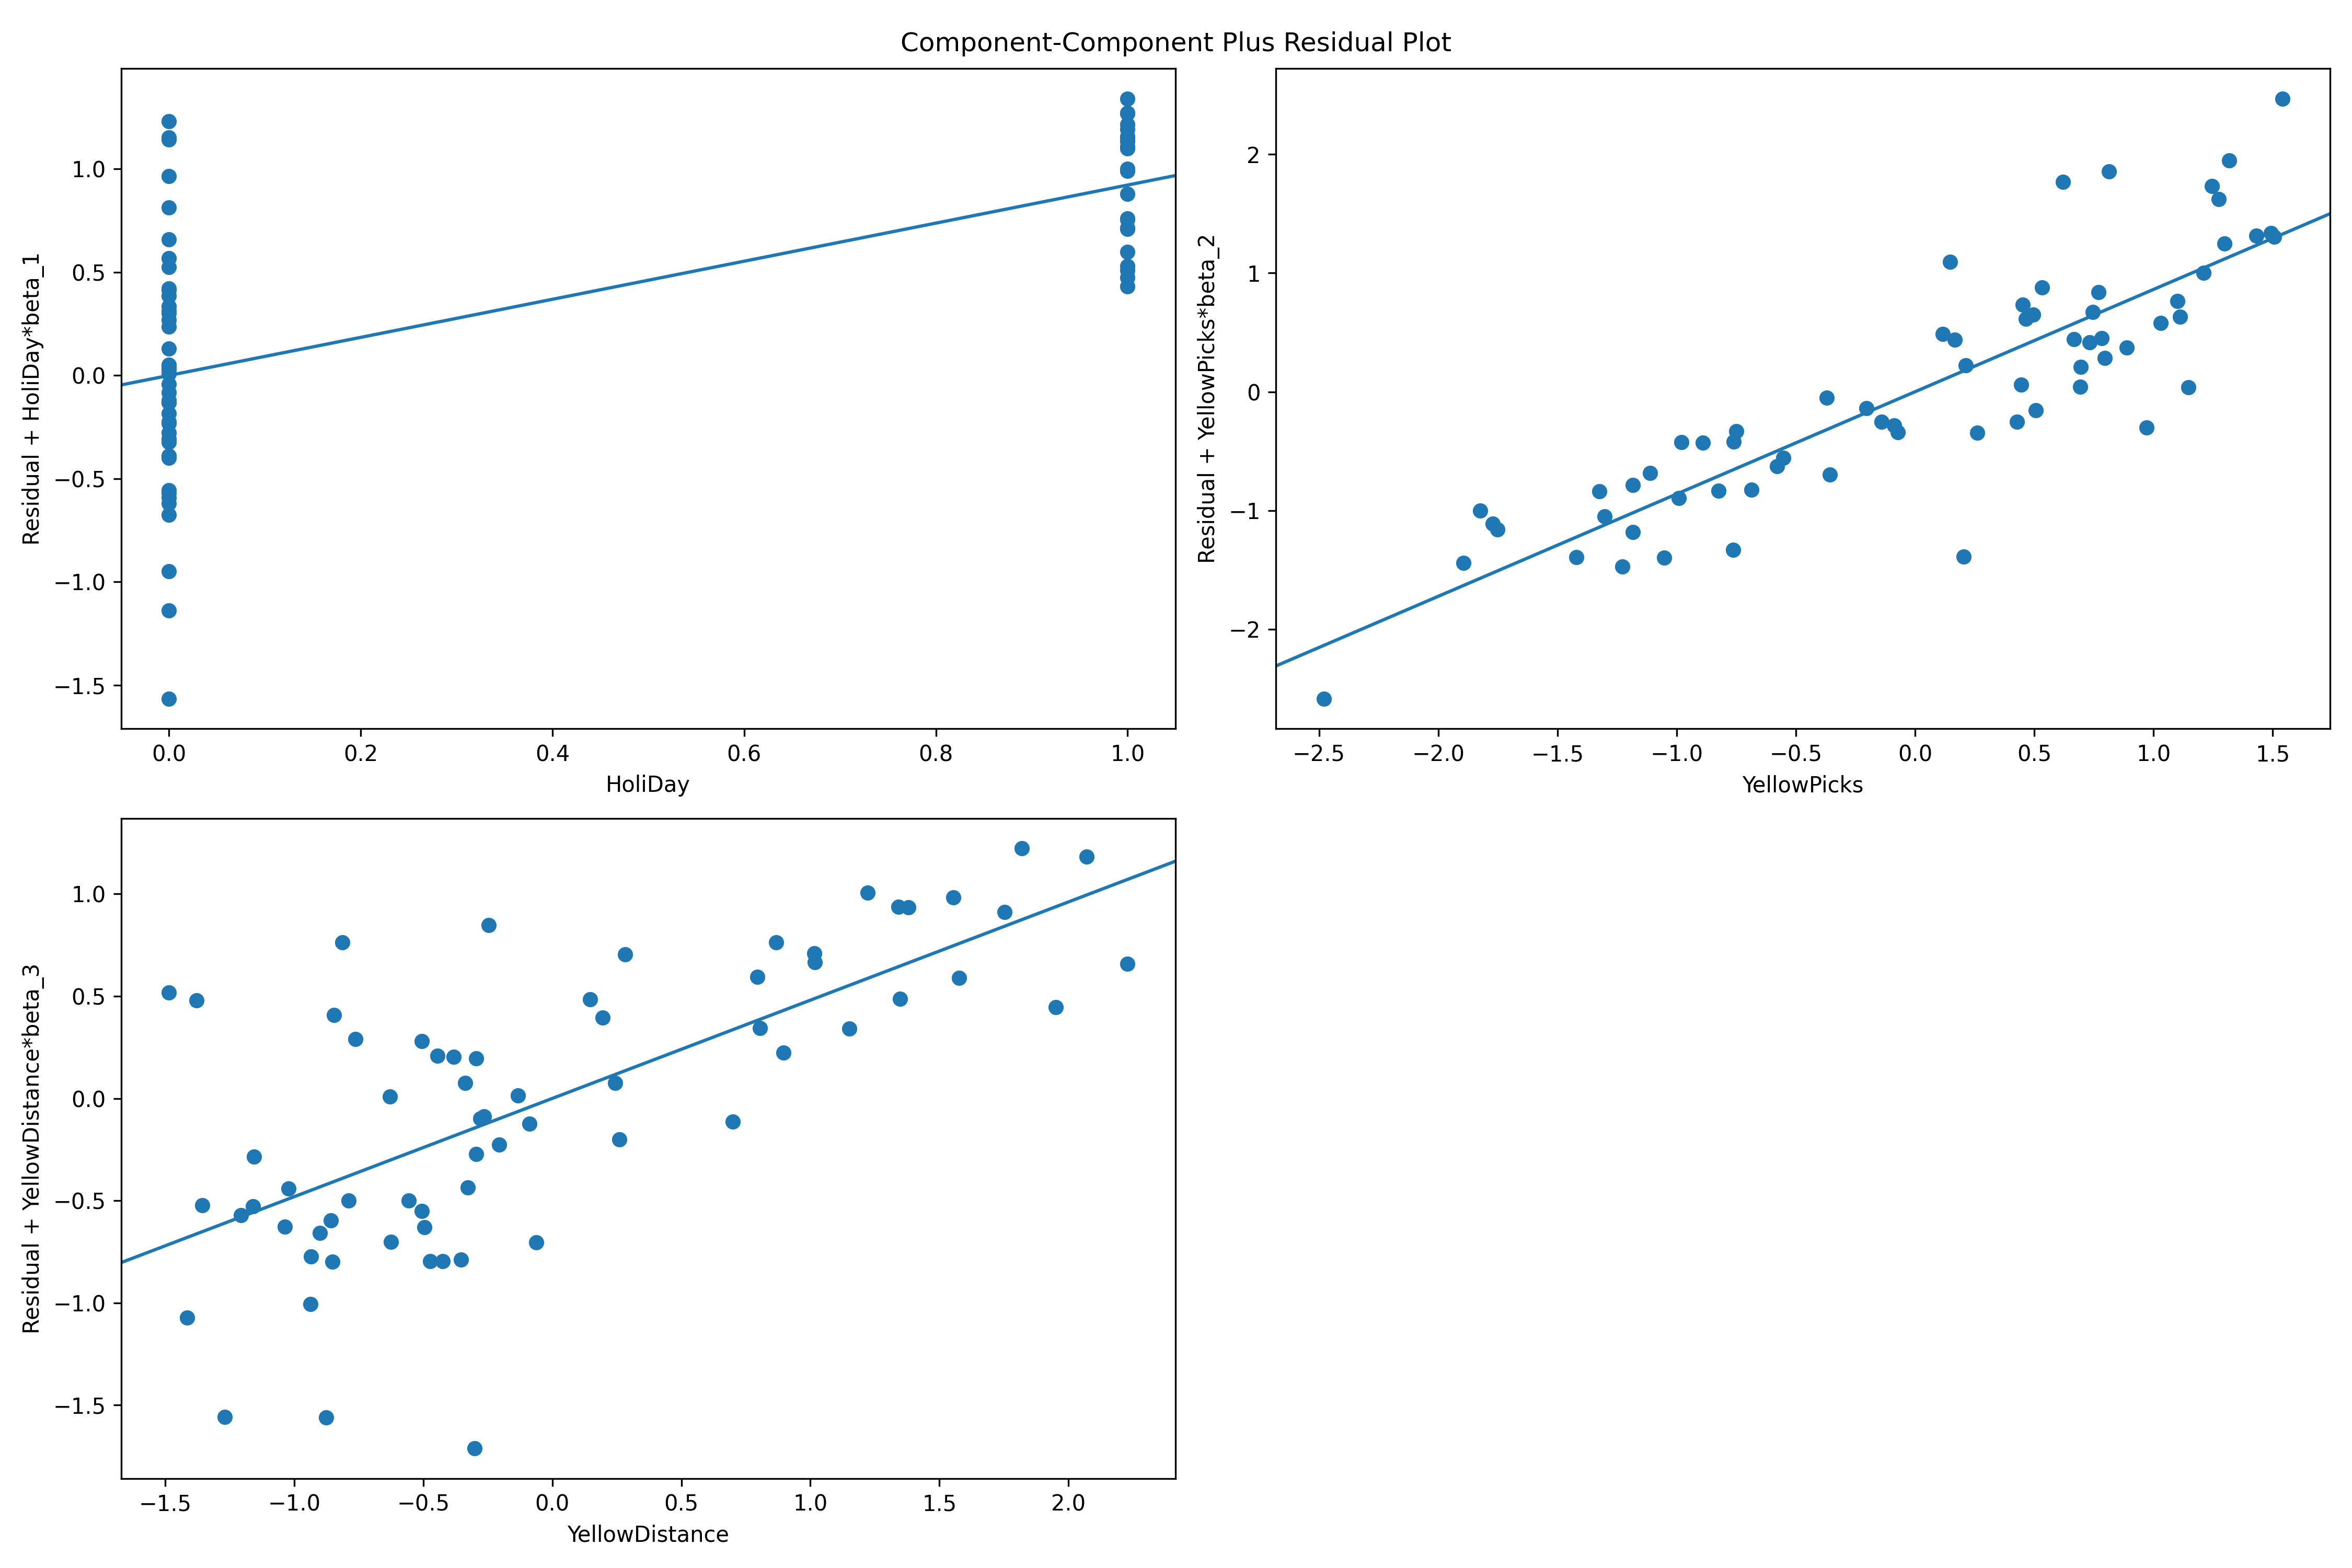 Component-Component Plus Residual Plot
Residual + HoliDay*beta_1
1.0
0.5
0.0
−0.5
−1.0
−1.5
0.0 0.2 0.4 0.6 0.8 1.0
HoliDay
Residual + YellowPicks*beta_2
2
1
0
−1
−2
−2.5 −2.0 −1.5 −1.0 −0.5 0.0 0.5 1.0 1.5
YellowPicks
Residual + YellowDistance*beta_3
1.0
0.5
0.0
−0.5
−1.0
−1.5
−1.5 −1.0 −0.5 0.0 0.5 1.0 1.5 2.0
YellowDistance